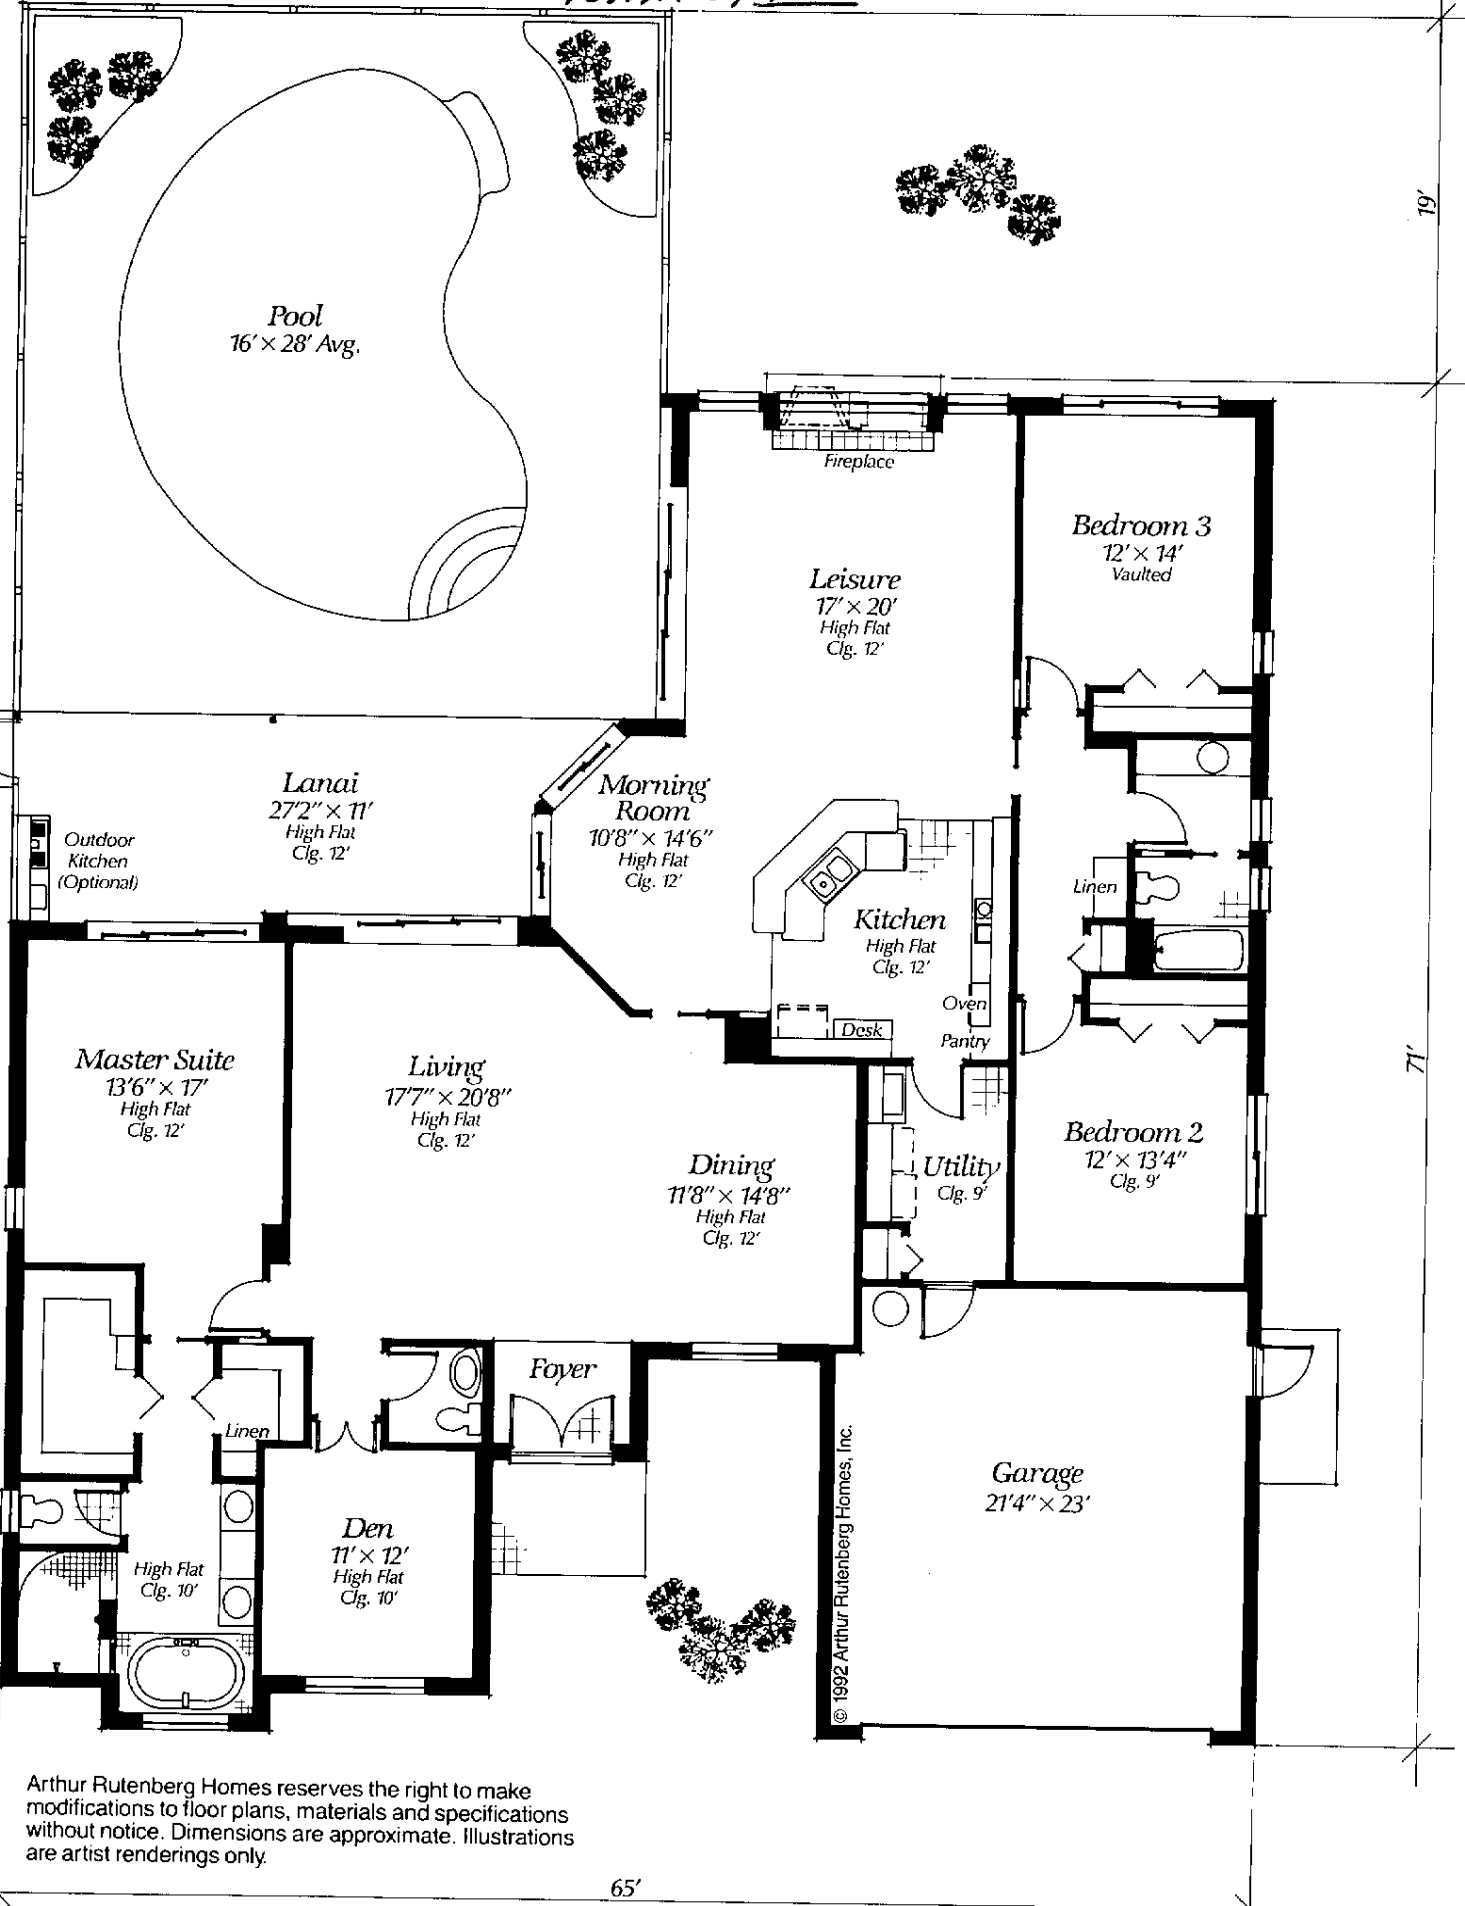 19'
Pool
16' × 28' Avg.
Fireplace
Bedroom 3
12' × 14'
Vaulted
Leisure
17' × 20'
High Flat
Clg. 12'
Lanai
27'2" × 11'
High Flat
Clg. 12'
Outdoor
Kitchen
(Optional)
Morning
Room
10'8" × 14'6"
High Flat
Clg. 12'
Linen
Kitchen
High Flat
Clg. 12'
Oven
Desk
Pantry
71'
Master Suite
13'6" × 17'
High Flat
Clg. 12'
Living
17'7" × 20'8"
High Flat
Clg. 12'
Dining
11'8" × 14'8"
High Flat
Clg. 12'
Utility
Clg. 9'
Bedroom 2
12' × 13'4"
Clg. 9'
Foyer
Linen
Garage
21'4" × 23'
Den
11' × 12'
High Flat
Clg. 10'
High Flat
Clg. 10'
© 1992 Arthur Rutenberg Homes, Inc.
Arthur Rutenberg Homes reserves the right to make
modifications to floor plans, materials and specifications
without notice. Dimensions are approximate. Illustrations
are artist renderings only.
65'